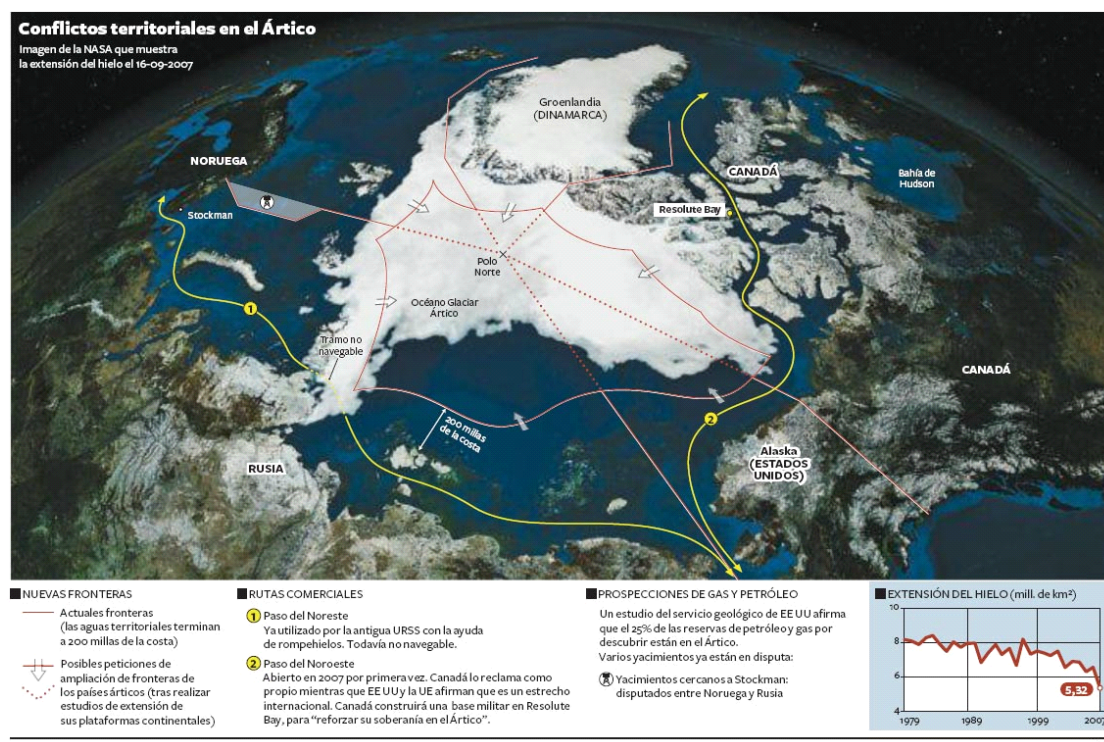 Conflictos territoriales en el Ártico
Imagen de la NASA que muestra
la extensión del hielo el 16-09-2007
Groenlandia
(DINAMARCA)
NORUEGA
CANADÁ
Bahía de
Hudson
Stockman
Resolute Bay
Polo
Norte
Océano Glaciar
Ártico
1
Tramo no
navegable
CANADÁ
2
200 millas
de la costa
RUSIA
Alaska
(ESTADOS
UNIDOS)
NUEVAS FRONTERAS
Actuales fronteras
(las aguas territoriales terminan
a 200 millas de la costa)
Posibles peticiones de
ampliación de fronteras de
los países árticos (tras realizar
estudios de extensión de
sus plataformas continentales)
RUTAS COMERCIALES
1 Paso del Noreste
Ya utilizado por la antigua URSS con la ayuda
de rompehielos. Todavía no navegable.
2 Paso del Noroeste
Abierto en 2007 por primera vez. Canadá lo reclama como
propio mientras que EE UU y la UE afirman que es un estrecho
internacional. Canadá construirá una base militar en Resolute
Bay, para “reforzar su soberanía en el Ártico”.
PROSPECCIONES DE GAS Y PETRÓLEO
Un estudio del servicio geológico de EE UU afirma
que el 25% de las reservas de petróleo y gas por
descubrir están en el Ártico.
Varios yacimientos ya están en disputa:
Yacimientos cercanos a Stockman:
disputados entre Noruega y Rusia
EXTENSIÓN DEL HIELO (mill. de km²)
10
8
6
5,32
4
1979 1989 1999 2007